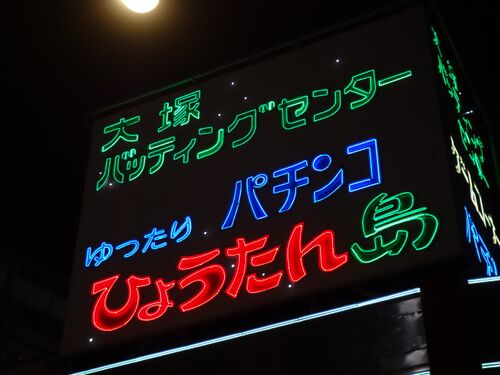 大塚
バッティングセンター
ゆったり パチンコ
ひょうたん島